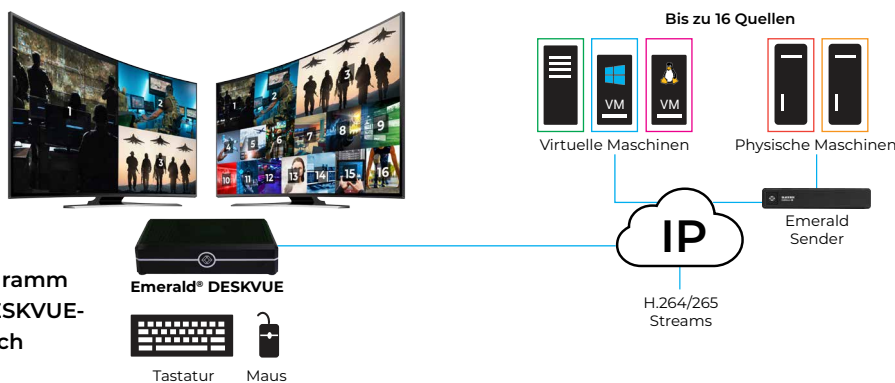 Bis zu 16 Quellen
VM
VM
Virtuelle Maschinen
Physische Maschinen
1
2
3
1
2
3
4
5
6
7
8
9
10
11
12
13
14
15
16
IP
Emerald
Sender
Emerald® DESKVUE
H.264/265
Streams
ramm
ESKVUE-
ch
Tastatur
Maus